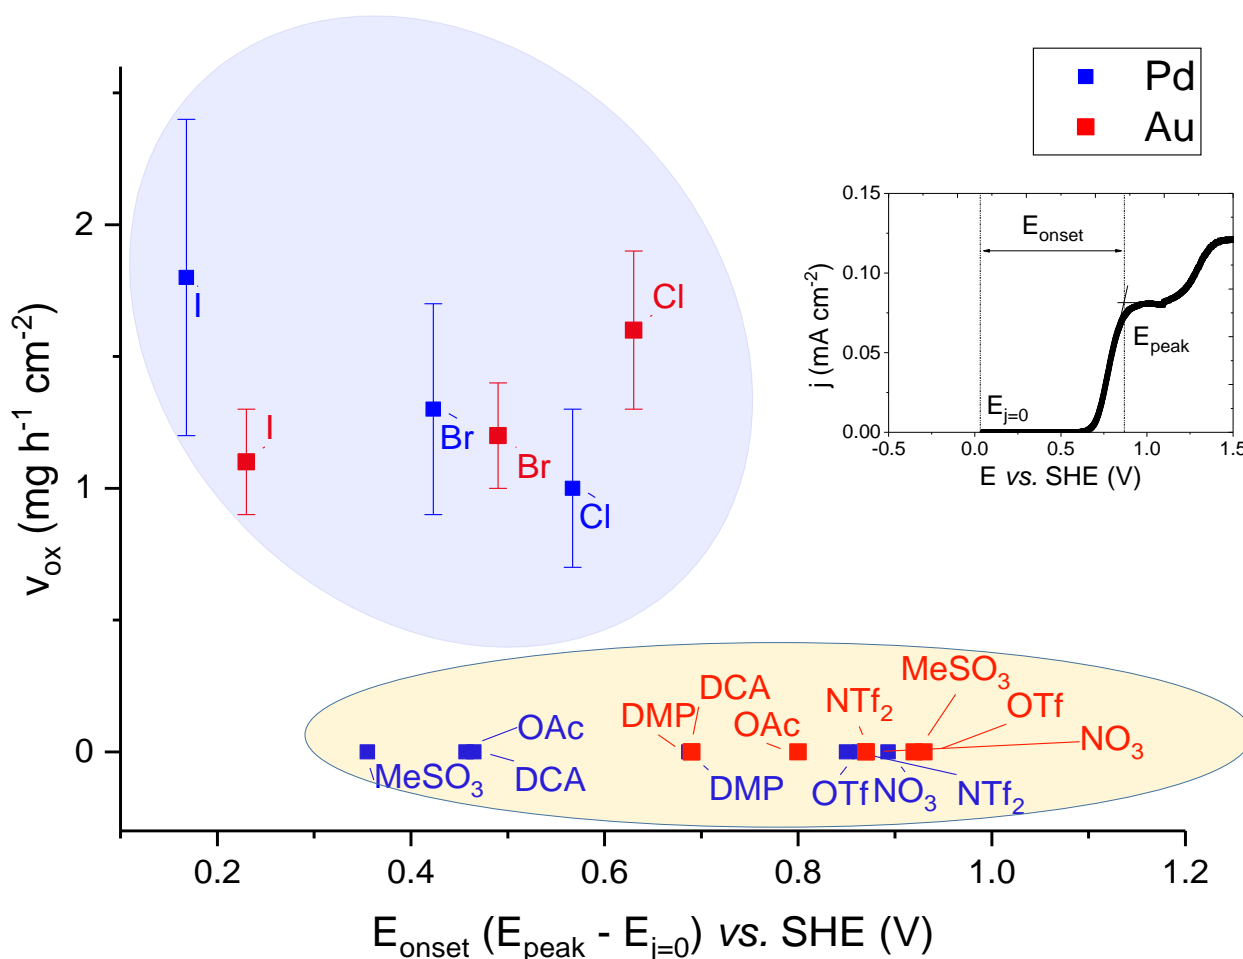 Pd
Au
2
1
0
0.2
0.4
0.6
0.8
1.0
1.2
v_ox (mg h⁻¹ cm⁻²)
E_onset (E_peak - E_j=0) vs. SHE (V)
I
I
Br
Br
Cl
Cl
MeSO₃
OAc
DCA
DMP
DCA
DMP
OAc
NTf₂
OTf
NO₃
NTf₂
MeSO₃
OTf
NO₃
0.15
0.10
0.05
0.00
-0.5
0.0
0.5
1.0
1.5
j (mA cm⁻²)
E vs. SHE (V)
E_onset
E_peak
E_j=0